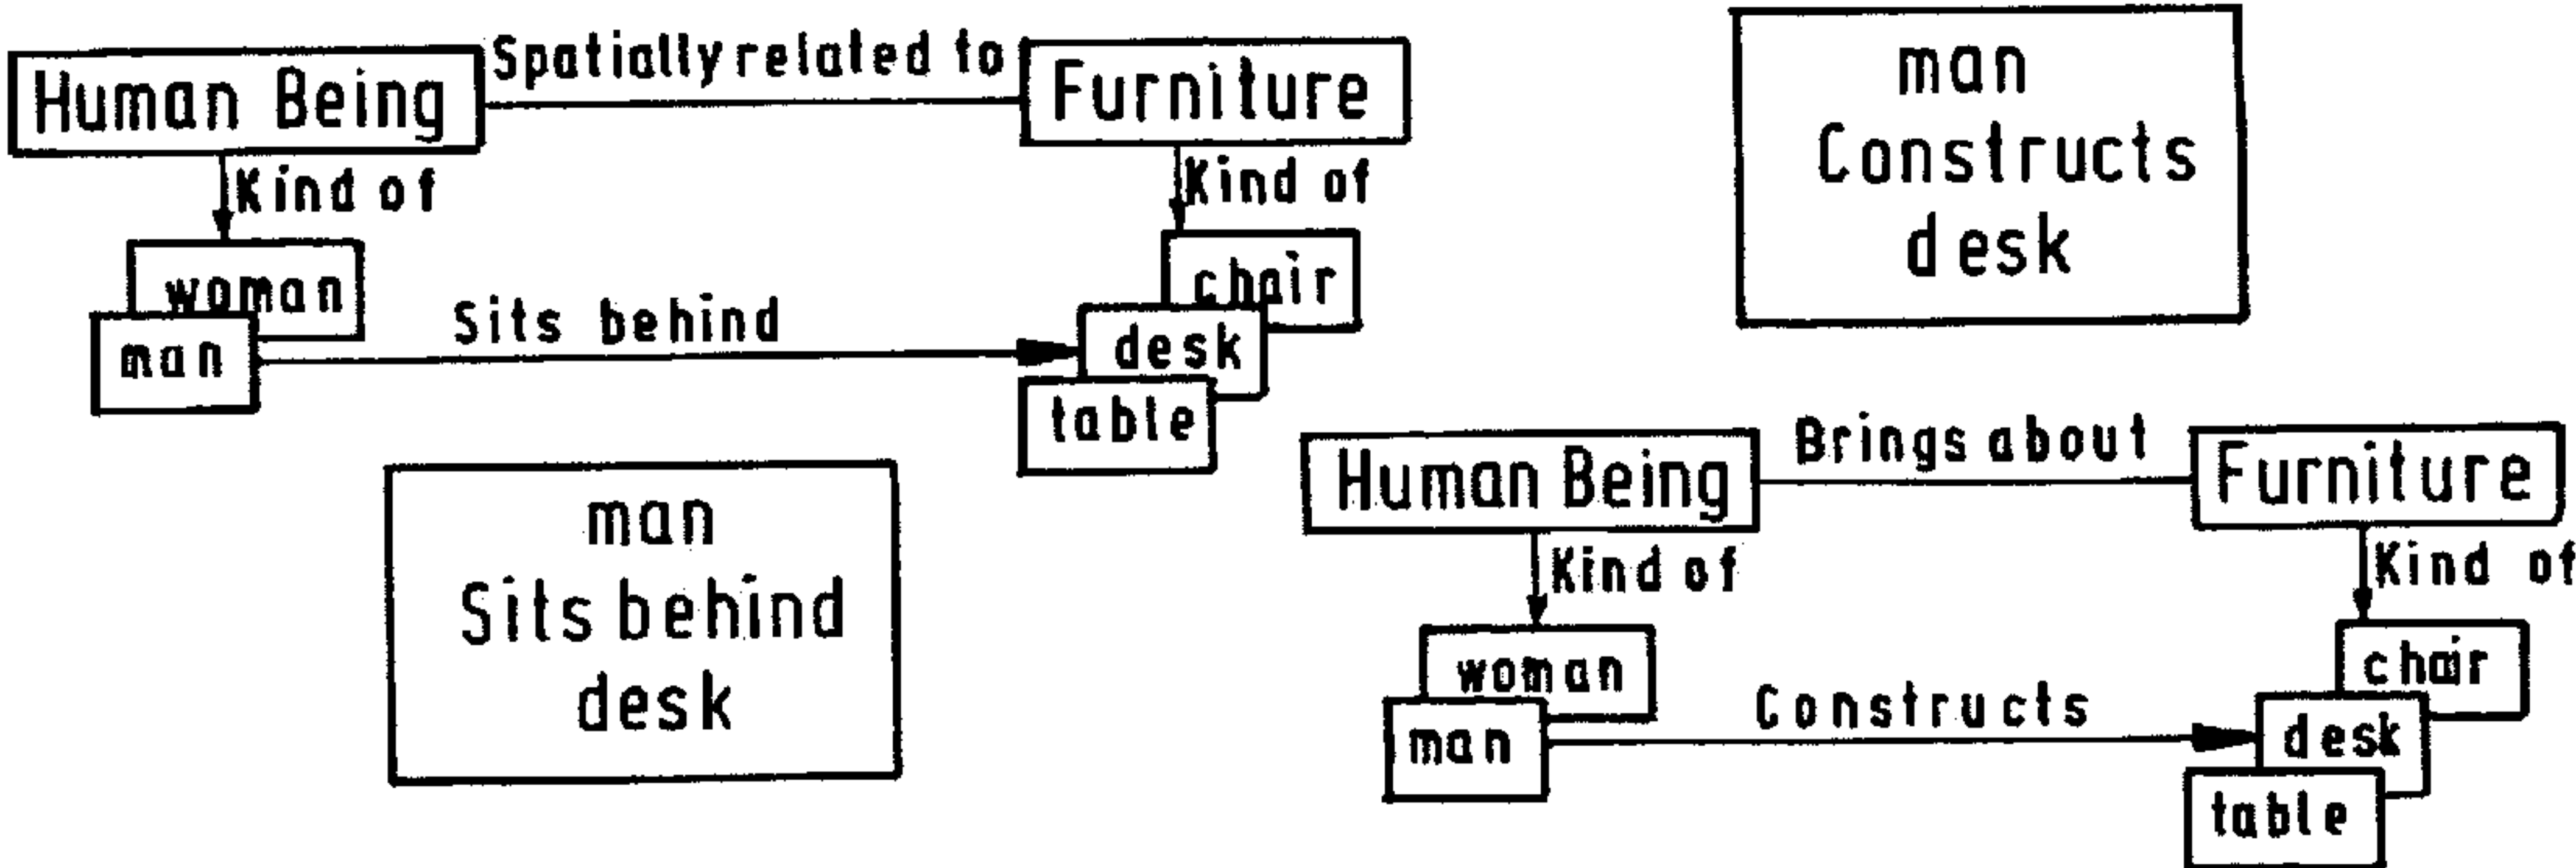 Human Being
Spatially related to
Furniture
Kind of
Kind of
woman
man
Sits behind
chair
desk
table
man
Sits behind
desk
man
Constructs
desk
Human Being
Brings about
Furniture
Kind of
Kind of
woman
man
Constructs
chair
desk
table